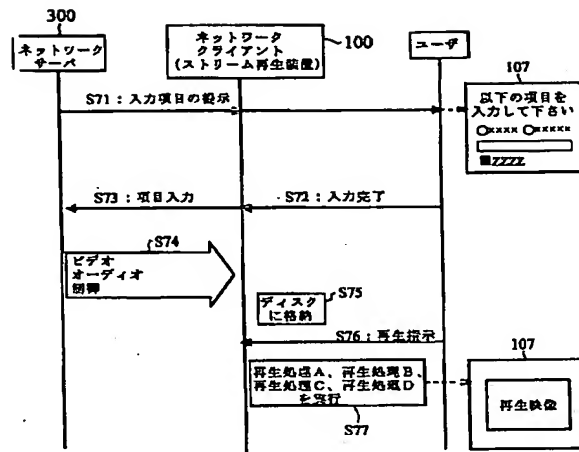 300
ネットワーク
サーバ
ネットワーク
クライアント
(ストリーム再生装置)
100
ユーザ
107
S71：入力項目の提示
以下の項目を
入力して下さい
○xxxx ○xxxxx
■ZZZZ
S73：項目入力
S72：入力完了
S74
ビデオ
オーディオ
制御
ディスク
に格納
S75
S76：再生指示
再生処理A、再生処理B、
再生処理C、再生処理D
を実行
S77
107
再生映像